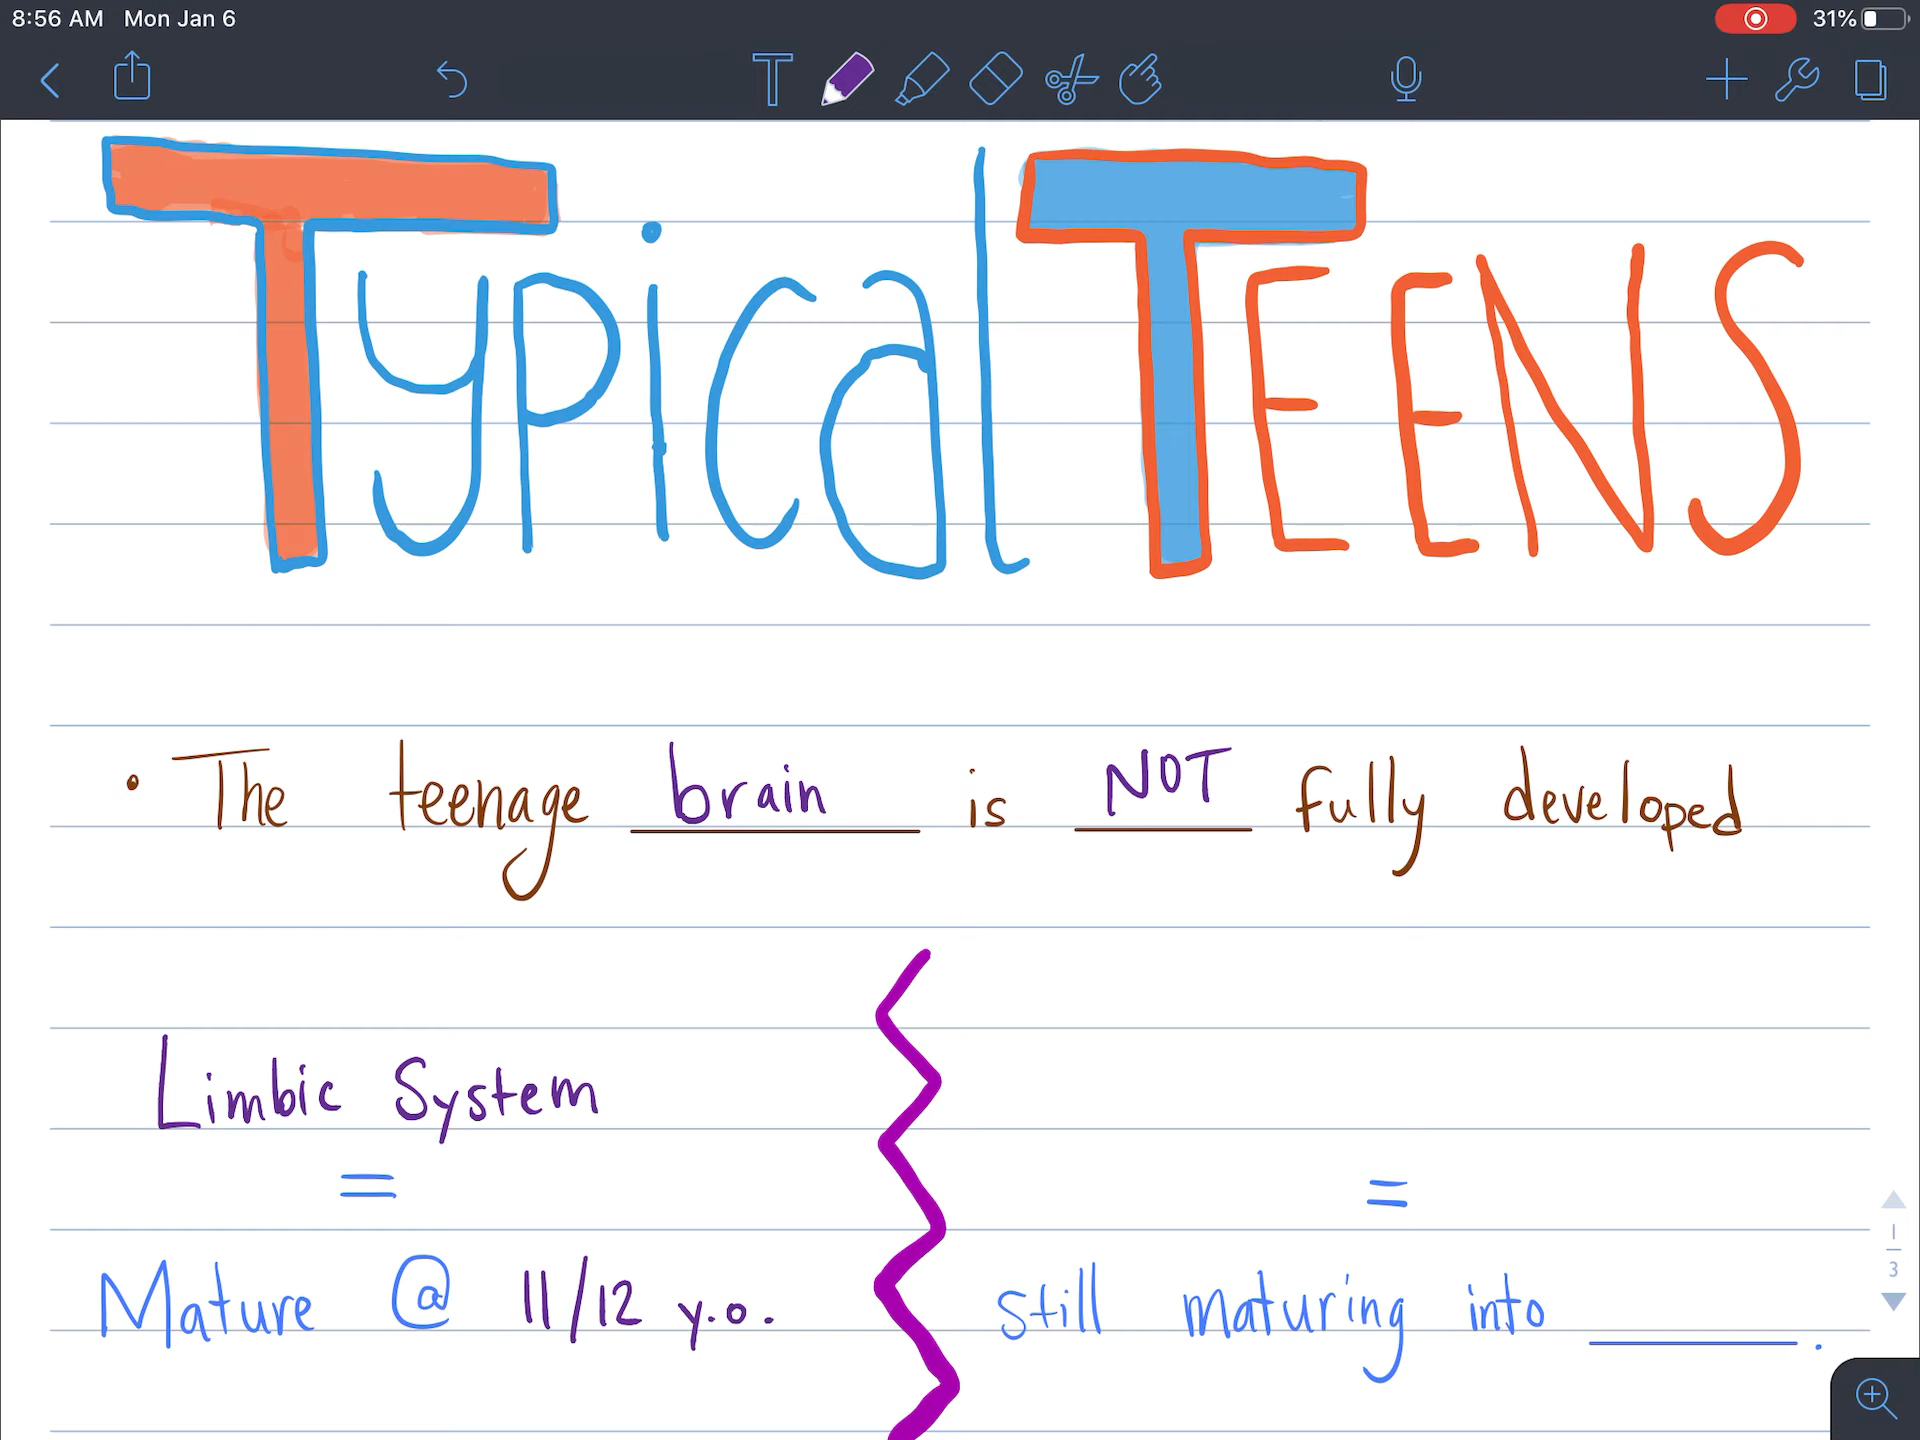 8:56 AM Mon Jan 6 31%
T
Typical TEENS
• The teenage brain is NOT fully developed
Limbic System
= =
Mature @ 11/12 y.o. still maturing into ________.
1
3